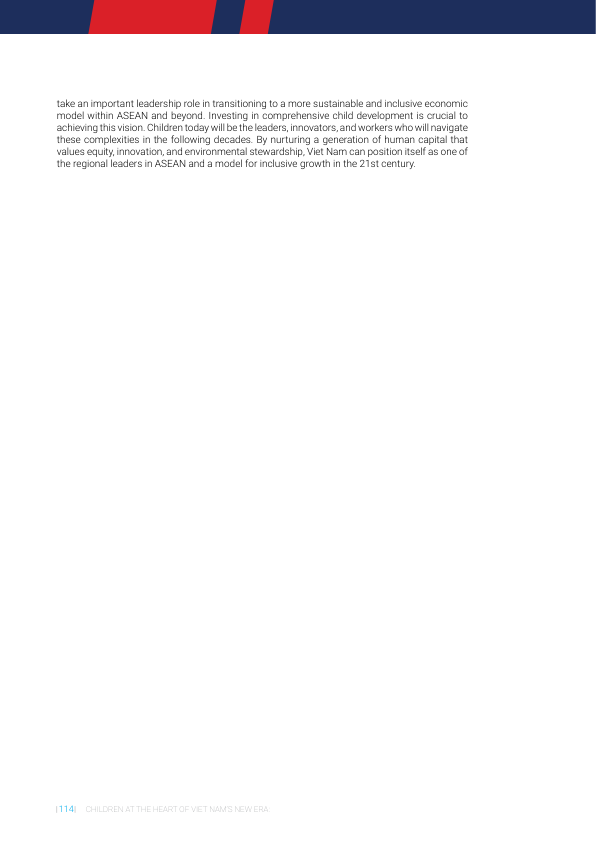 take an important leadership role in transitioning to a more sustainable and inclusive economic
model within ASEAN and beyond. Investing in comprehensive child development is crucial to
achieving this vision. Children today will be the leaders, innovators, and workers who will navigate
these complexities in the following decades. By nurturing a generation of human capital that
values equity, innovation, and environmental stewardship, Viet Nam can position itself as one of
the regional leaders in ASEAN and a model for inclusive growth in the 21st century.
|114| CHILDREN AT THE HEART OF VIET NAM'S NEW ERA